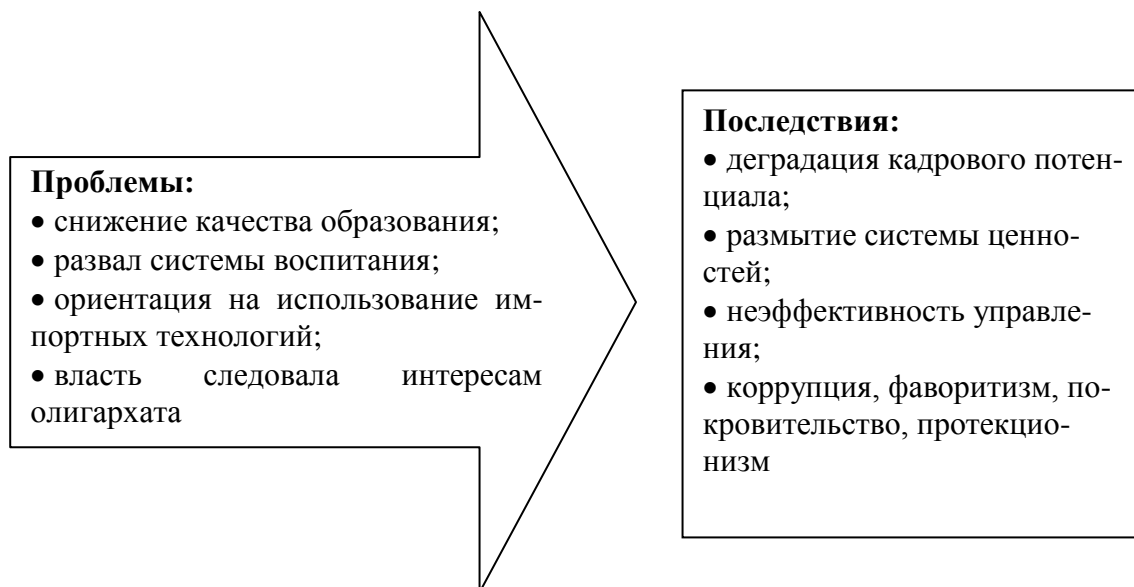 Проблемы:
• снижение качества образования;
• развал системы воспитания;
• ориентация на использование им-
портных технологий;
• власть следовала интересам
олигархата
Последствия:
• деградация кадрового потен-
циала;
• размытие системы ценно-
стей;
• неэффективность управле-
ния;
• коррупция, фаворитизм, по-
кровительство, протекцио-
низм